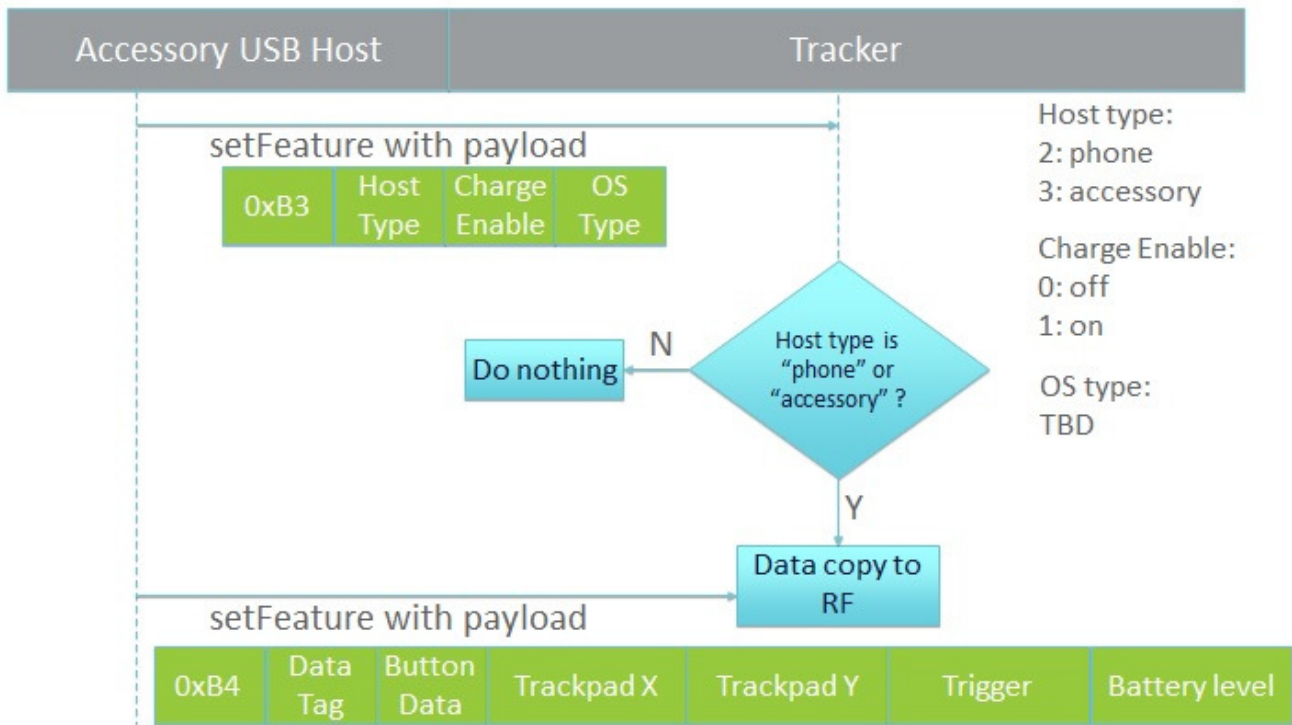 Accessory USB Host
Tracker
setFeature with payload
0xB3
Host
Type
Charge
Enable
OS
Type
Host type:
2: phone
3: accessory
Charge Enable:
0: off
1: on
OS type:
TBD
Host type is
“phone” or
“accessory” ?
N
Do nothing
Y
Data copy to
RF
setFeature with payload
0xB4
Data
Tag
Button
Data
Trackpad X
Trackpad Y
Trigger
Battery level